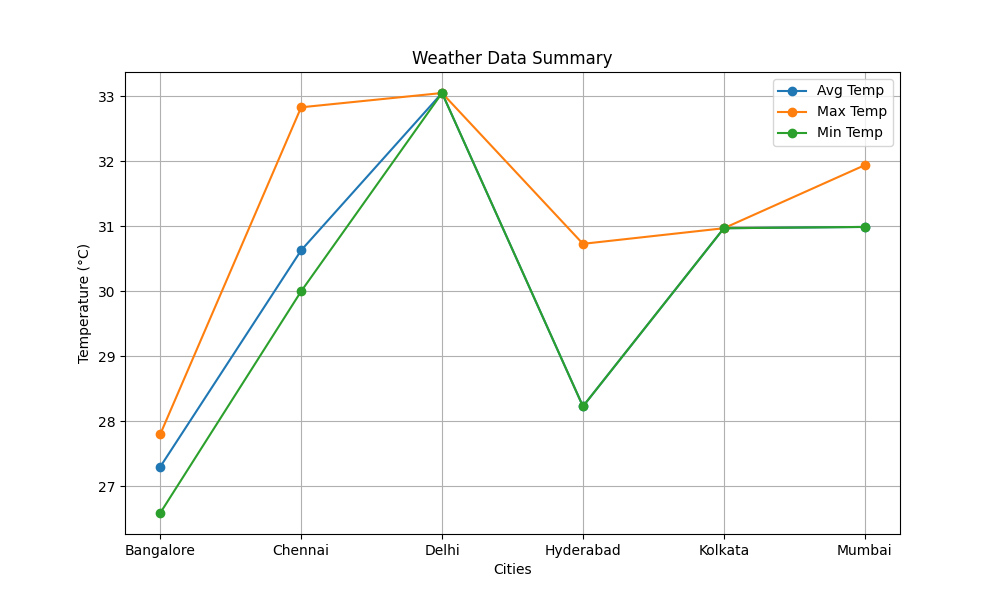 Weather Data Summary
Avg Temp
Max Temp
Min Temp
Temperature (°C)
33
32
31
30
29
28
27
Bangalore Chennai Delhi Hyderabad Kolkata Mumbai
Cities